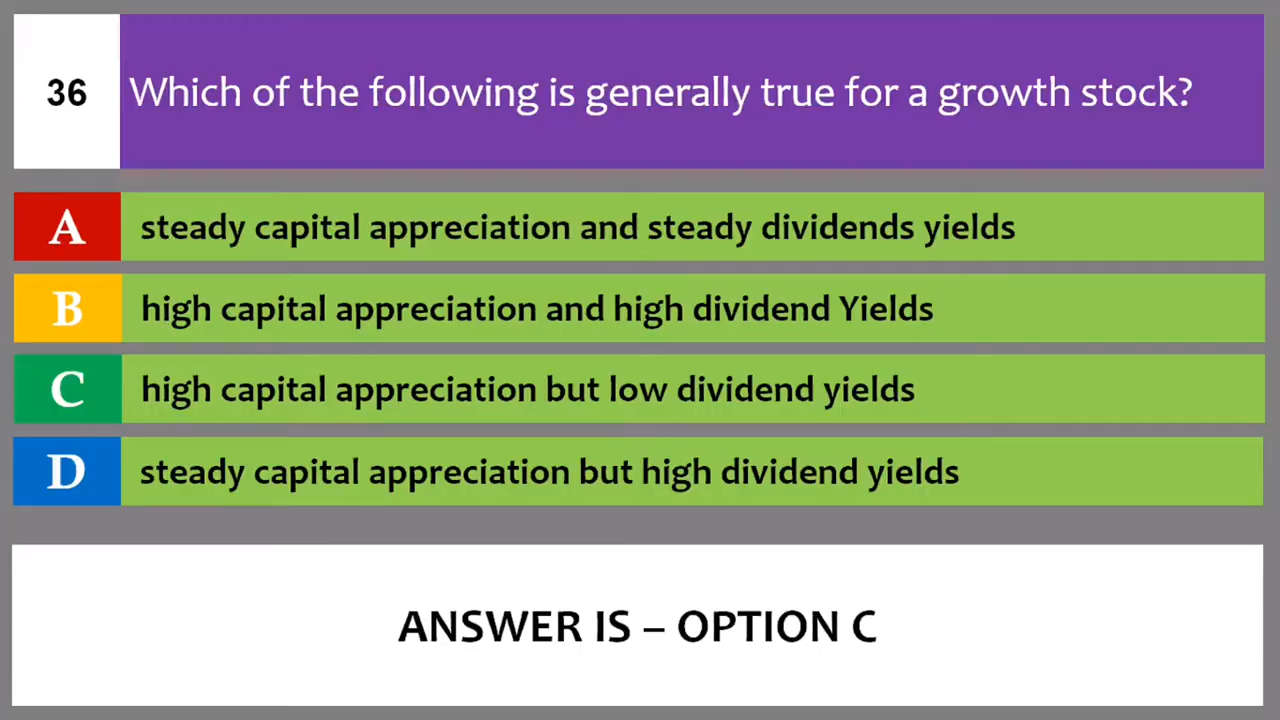 36 Which of the following is generally true for a growth stock?
A steady capital appreciation and steady dividends yields
B high capital appreciation and high dividend Yields
C high capital appreciation but low dividend yields
D steady capital appreciation but high dividend yields
ANSWER IS – OPTION C